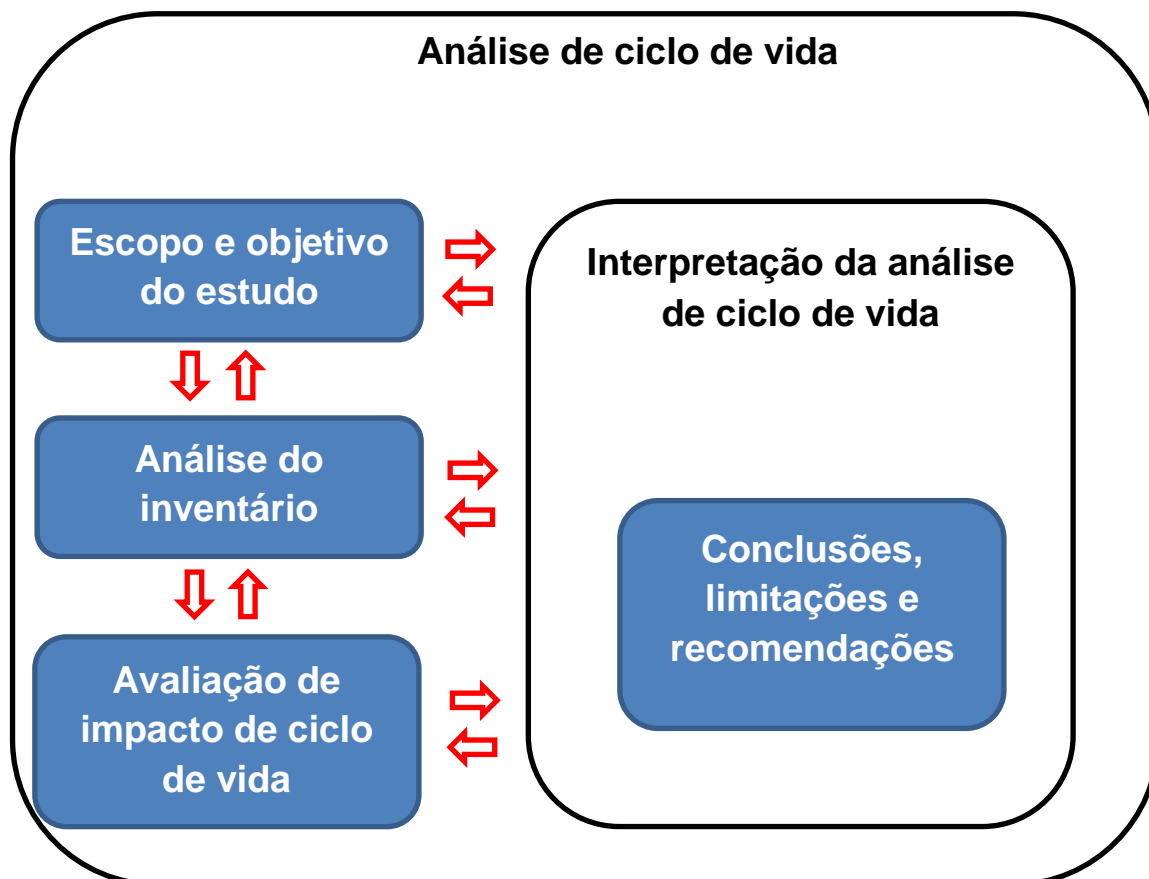 Análise de ciclo de vida
Escopo e objetivo
do estudo
Análise do
inventário
Avaliação de
impacto de ciclo
de vida
Interpretação da análise
de ciclo de vida
Conclusões,
limitações e
recomendações